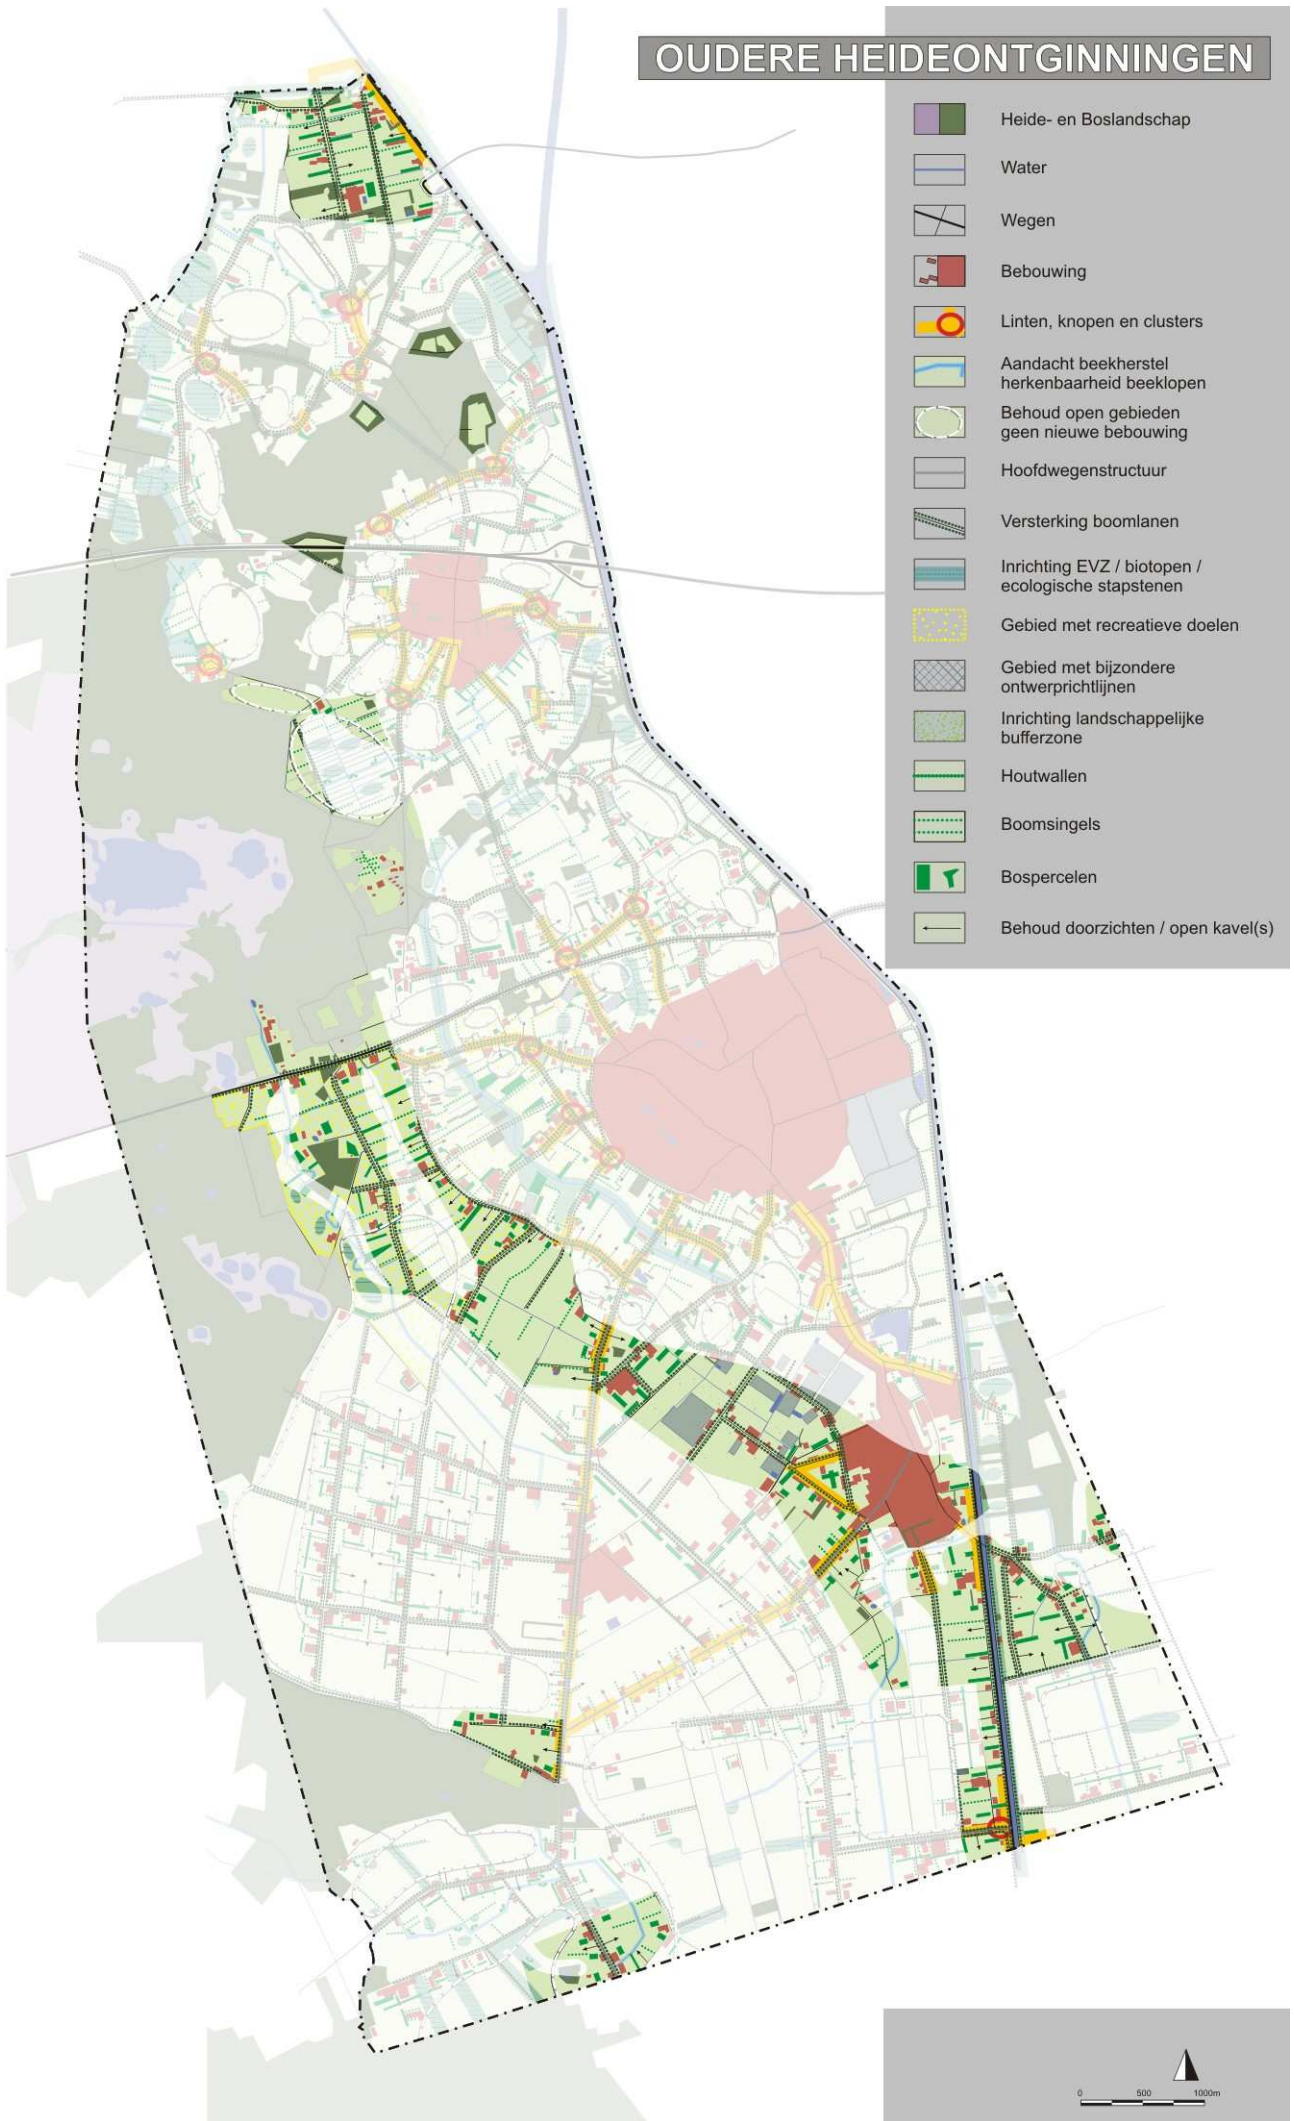 OUDERE HEIDEONTGINNINGEN
Heide- en Boslandschap
Water
Wegen
Bebouwing
Linten, knopen en clusters
Aandacht beekherstel
herkenbaarheid beeklopen
Behoud open gebieden
geen nieuwe bebouwing
Hoofdwegenstructuur
Versterking boomlanen
Inrichting EVZ / biotopen /
ecologische stapstenen
Gebied met recreatieve doelen
Gebied met bijzondere
ontwerprichtlijnen
Inrichting landschappelijke
bufferzone
Houtwallen
Boomsingels
Bospercelen
Behoud doorzichten / open kavel(s)
0 500 1000m